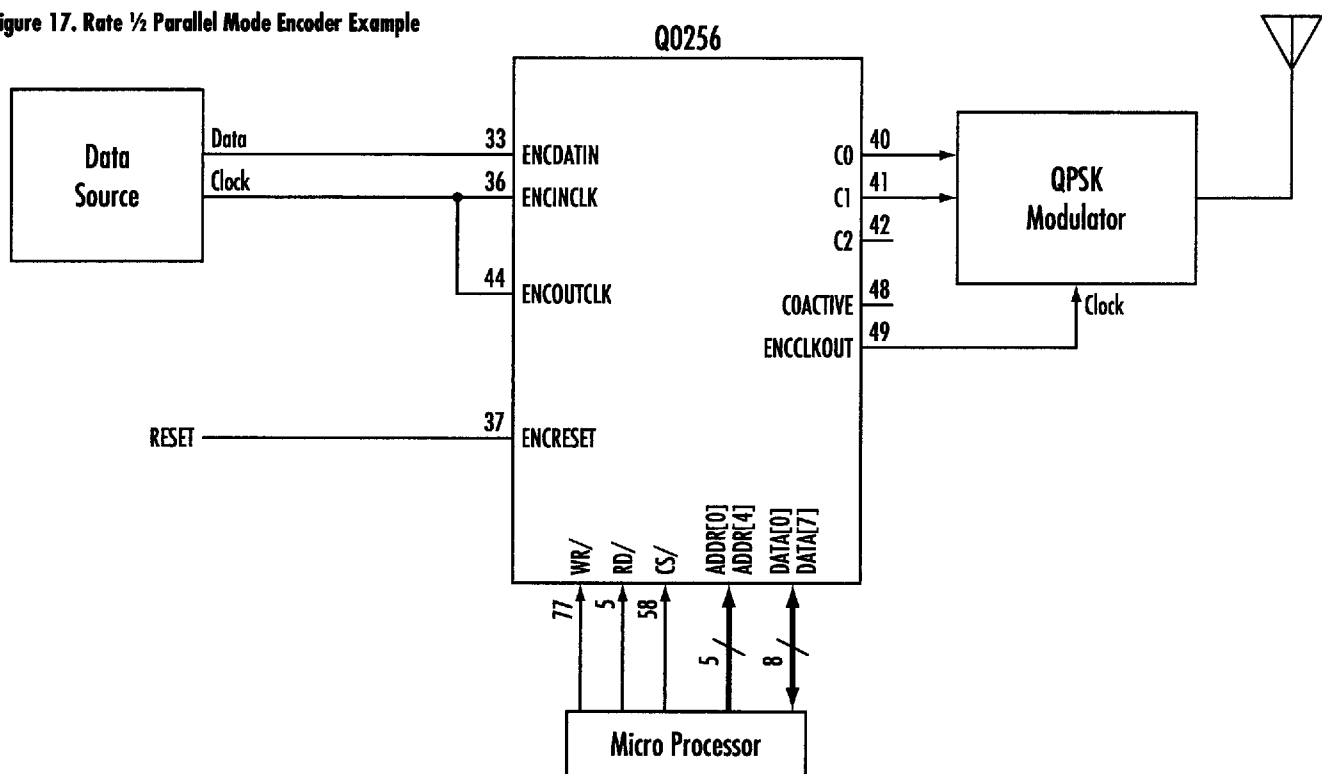 igure 17. Rate ½ Parallel Mode Encoder Example
Q0256
Data
Source
Data
Clock
33
36
44
37
ENCDATIN
ENCINCLK
ENCOUTCLK
ENCRESET
RESET
C0
C1
C2
COACTIVE
ENCCLKOUT
40
41
42
48
49
QPSK
Modulator
Clock
WR/
RD/
CS/
ADDR[0]
ADDR[4]
DATA[0]
DATA[7]
77
5
58
5
8
Micro Processor